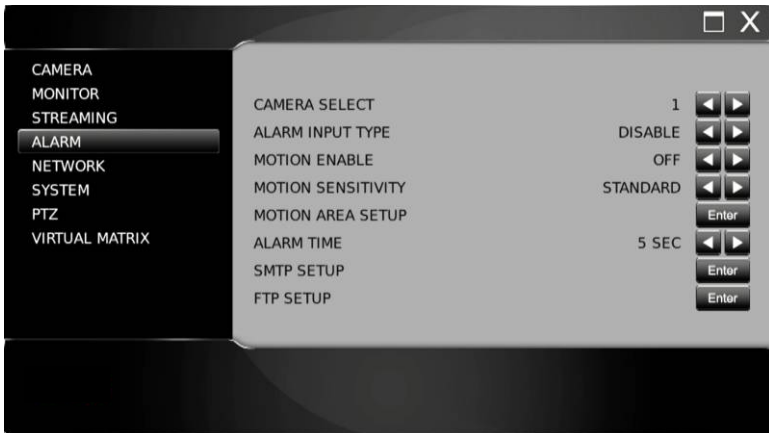 CAMERA
MONITOR
STREAMING
ALARM
NETWORK
SYSTEM
PTZ
VIRTUAL MATRIX
CAMERA SELECT 1
ALARM INPUT TYPE DISABLE
MOTION ENABLE OFF
MOTION SENSITIVITY STANDARD
MOTION AREA SETUP Enter
ALARM TIME 5 SEC
SMTP SETUP Enter
FTP SETUP Enter